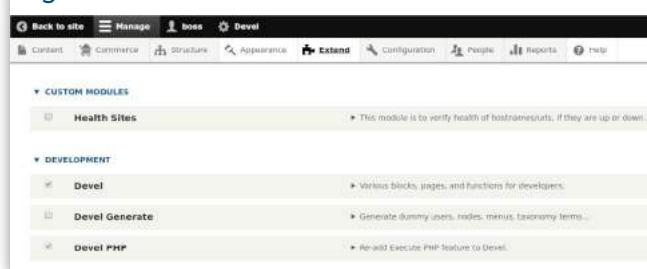 Back to site Manage boss Devel
Content Commerce Structure Appearance Extend Configuration People Reports Help
▼ CUSTOM MODULES
Health Sites ▶ This module is to verify health of hostnames/urls, if they are up or down.
▼ DEVELOPMENT
Devel ▶ Various blocks, pages, and functions for developers.
Devel Generate ▶ Generate dummy users, nodes, menus, taxonomy terms...
Devel PHP ▶ Re-add Execute PHP feature to Devel.